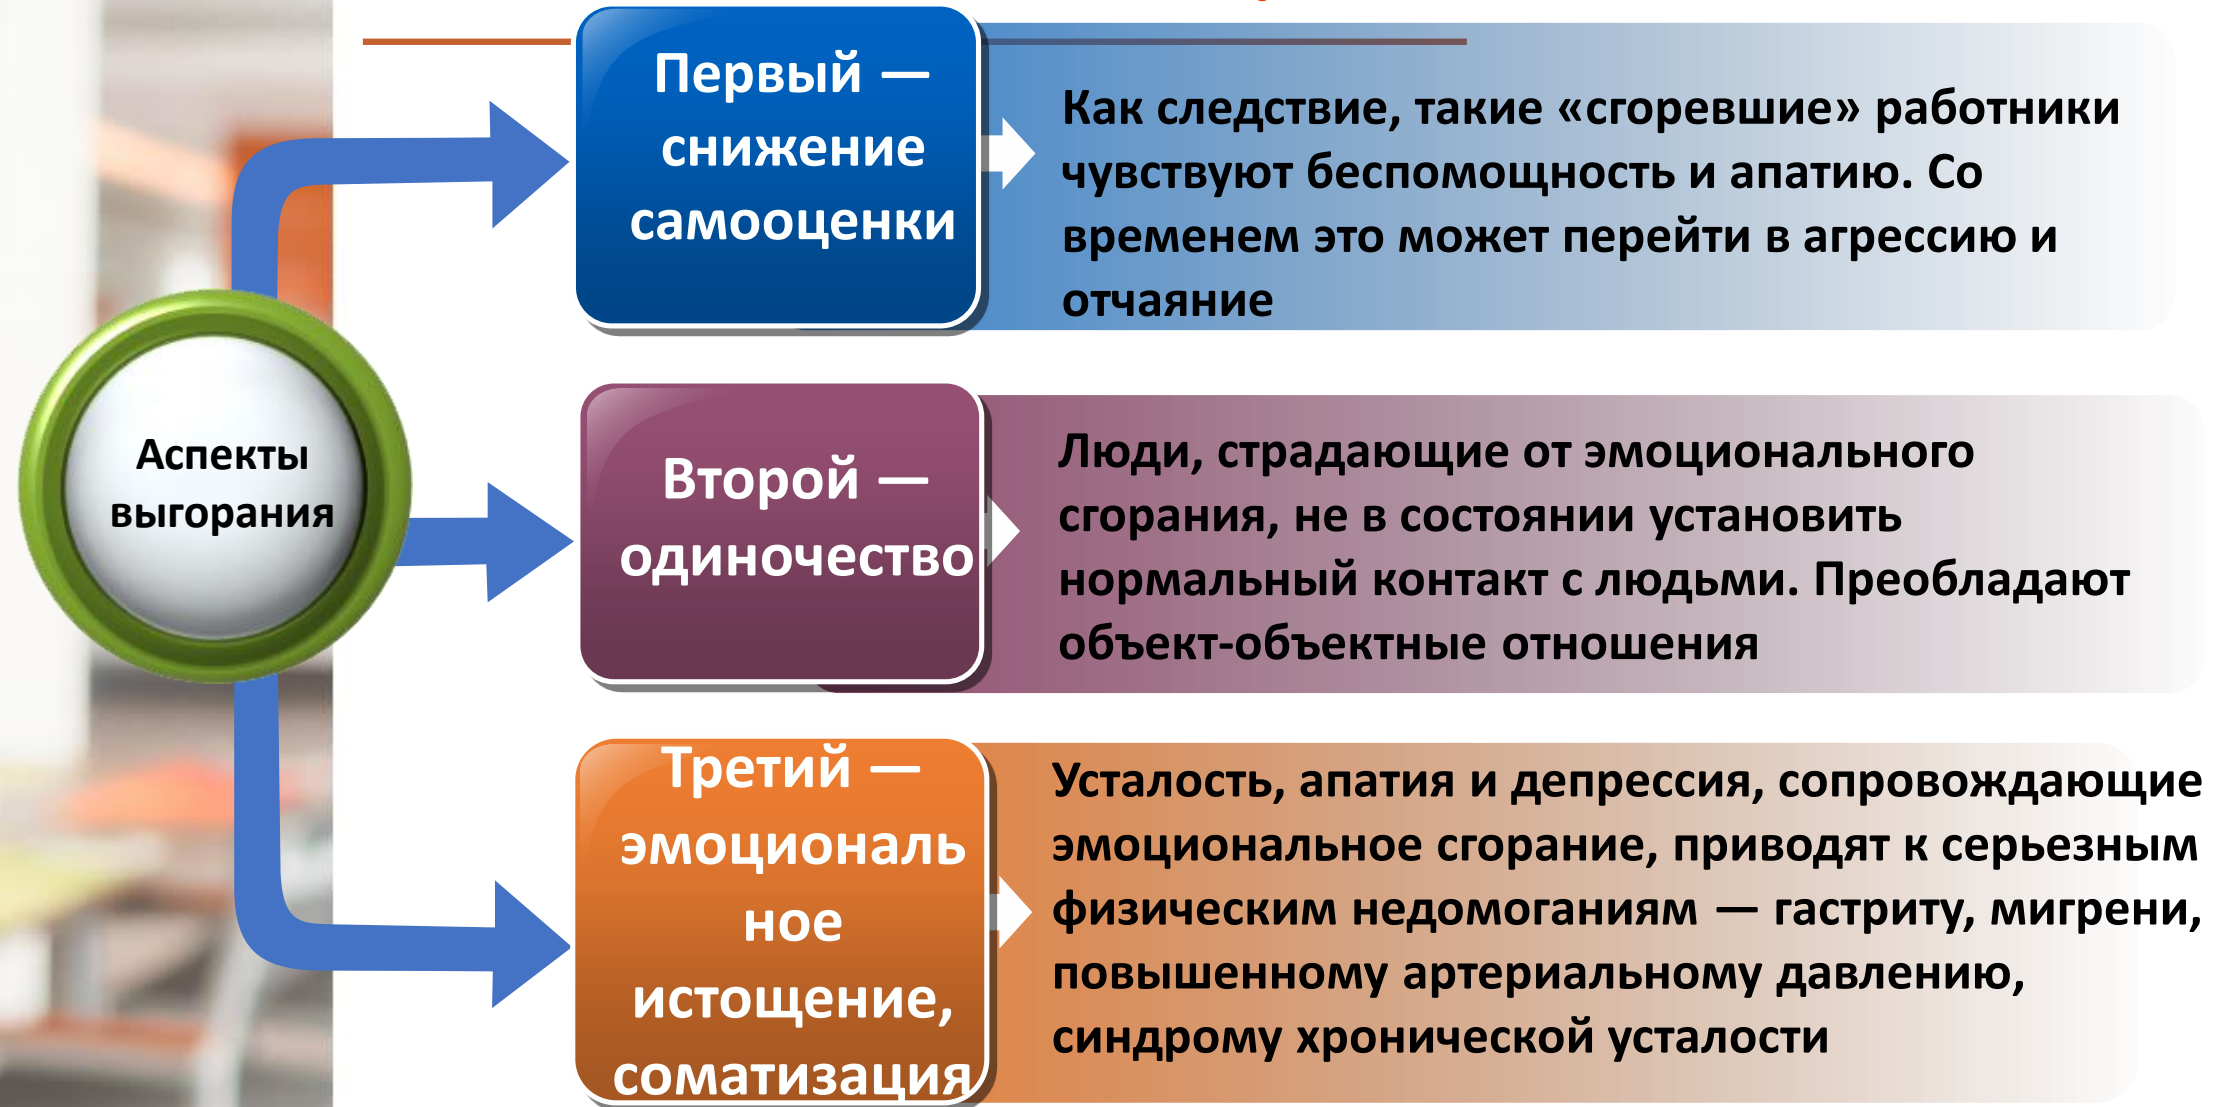 Аспекты
выгорания
Первый —
снижение
самооценки
Как следствие, такие «сгоревшие» работники
чувствуют беспомощность и апатию. Со
временем это может перейти в агрессию и
отчаяние
Второй —
одиночество
Люди, страдающие от эмоционального
сгорания, не в состоянии установить
нормальный контакт с людьми. Преобладают
объект-объектные отношения
Третий —
эмоциональ
ное
истощение,
соматизация
Усталость, апатия и депрессия, сопровождающие
эмоциональное сгорание, приводят к серьезным
физическим недомоганиям — гастриту, мигрени,
повышенному артериальному давлению,
синдрому хронической усталости